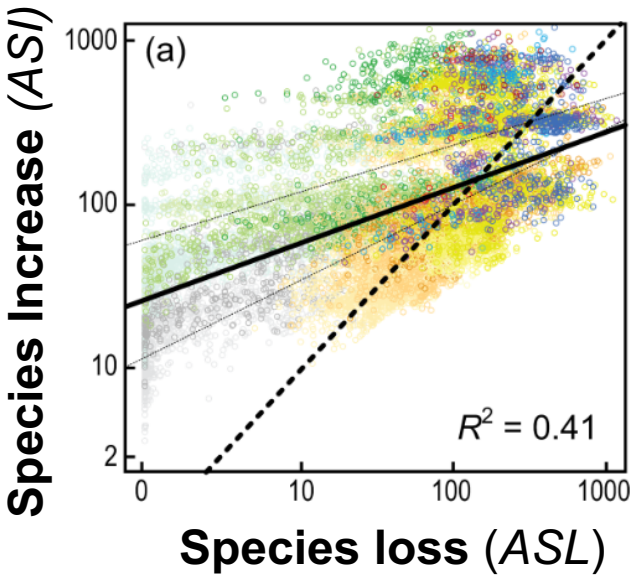 Species Increase (ASI)
1000
100
10
2
(a)
R² = 0.41
0 10 100 1000
Species loss (ASL)